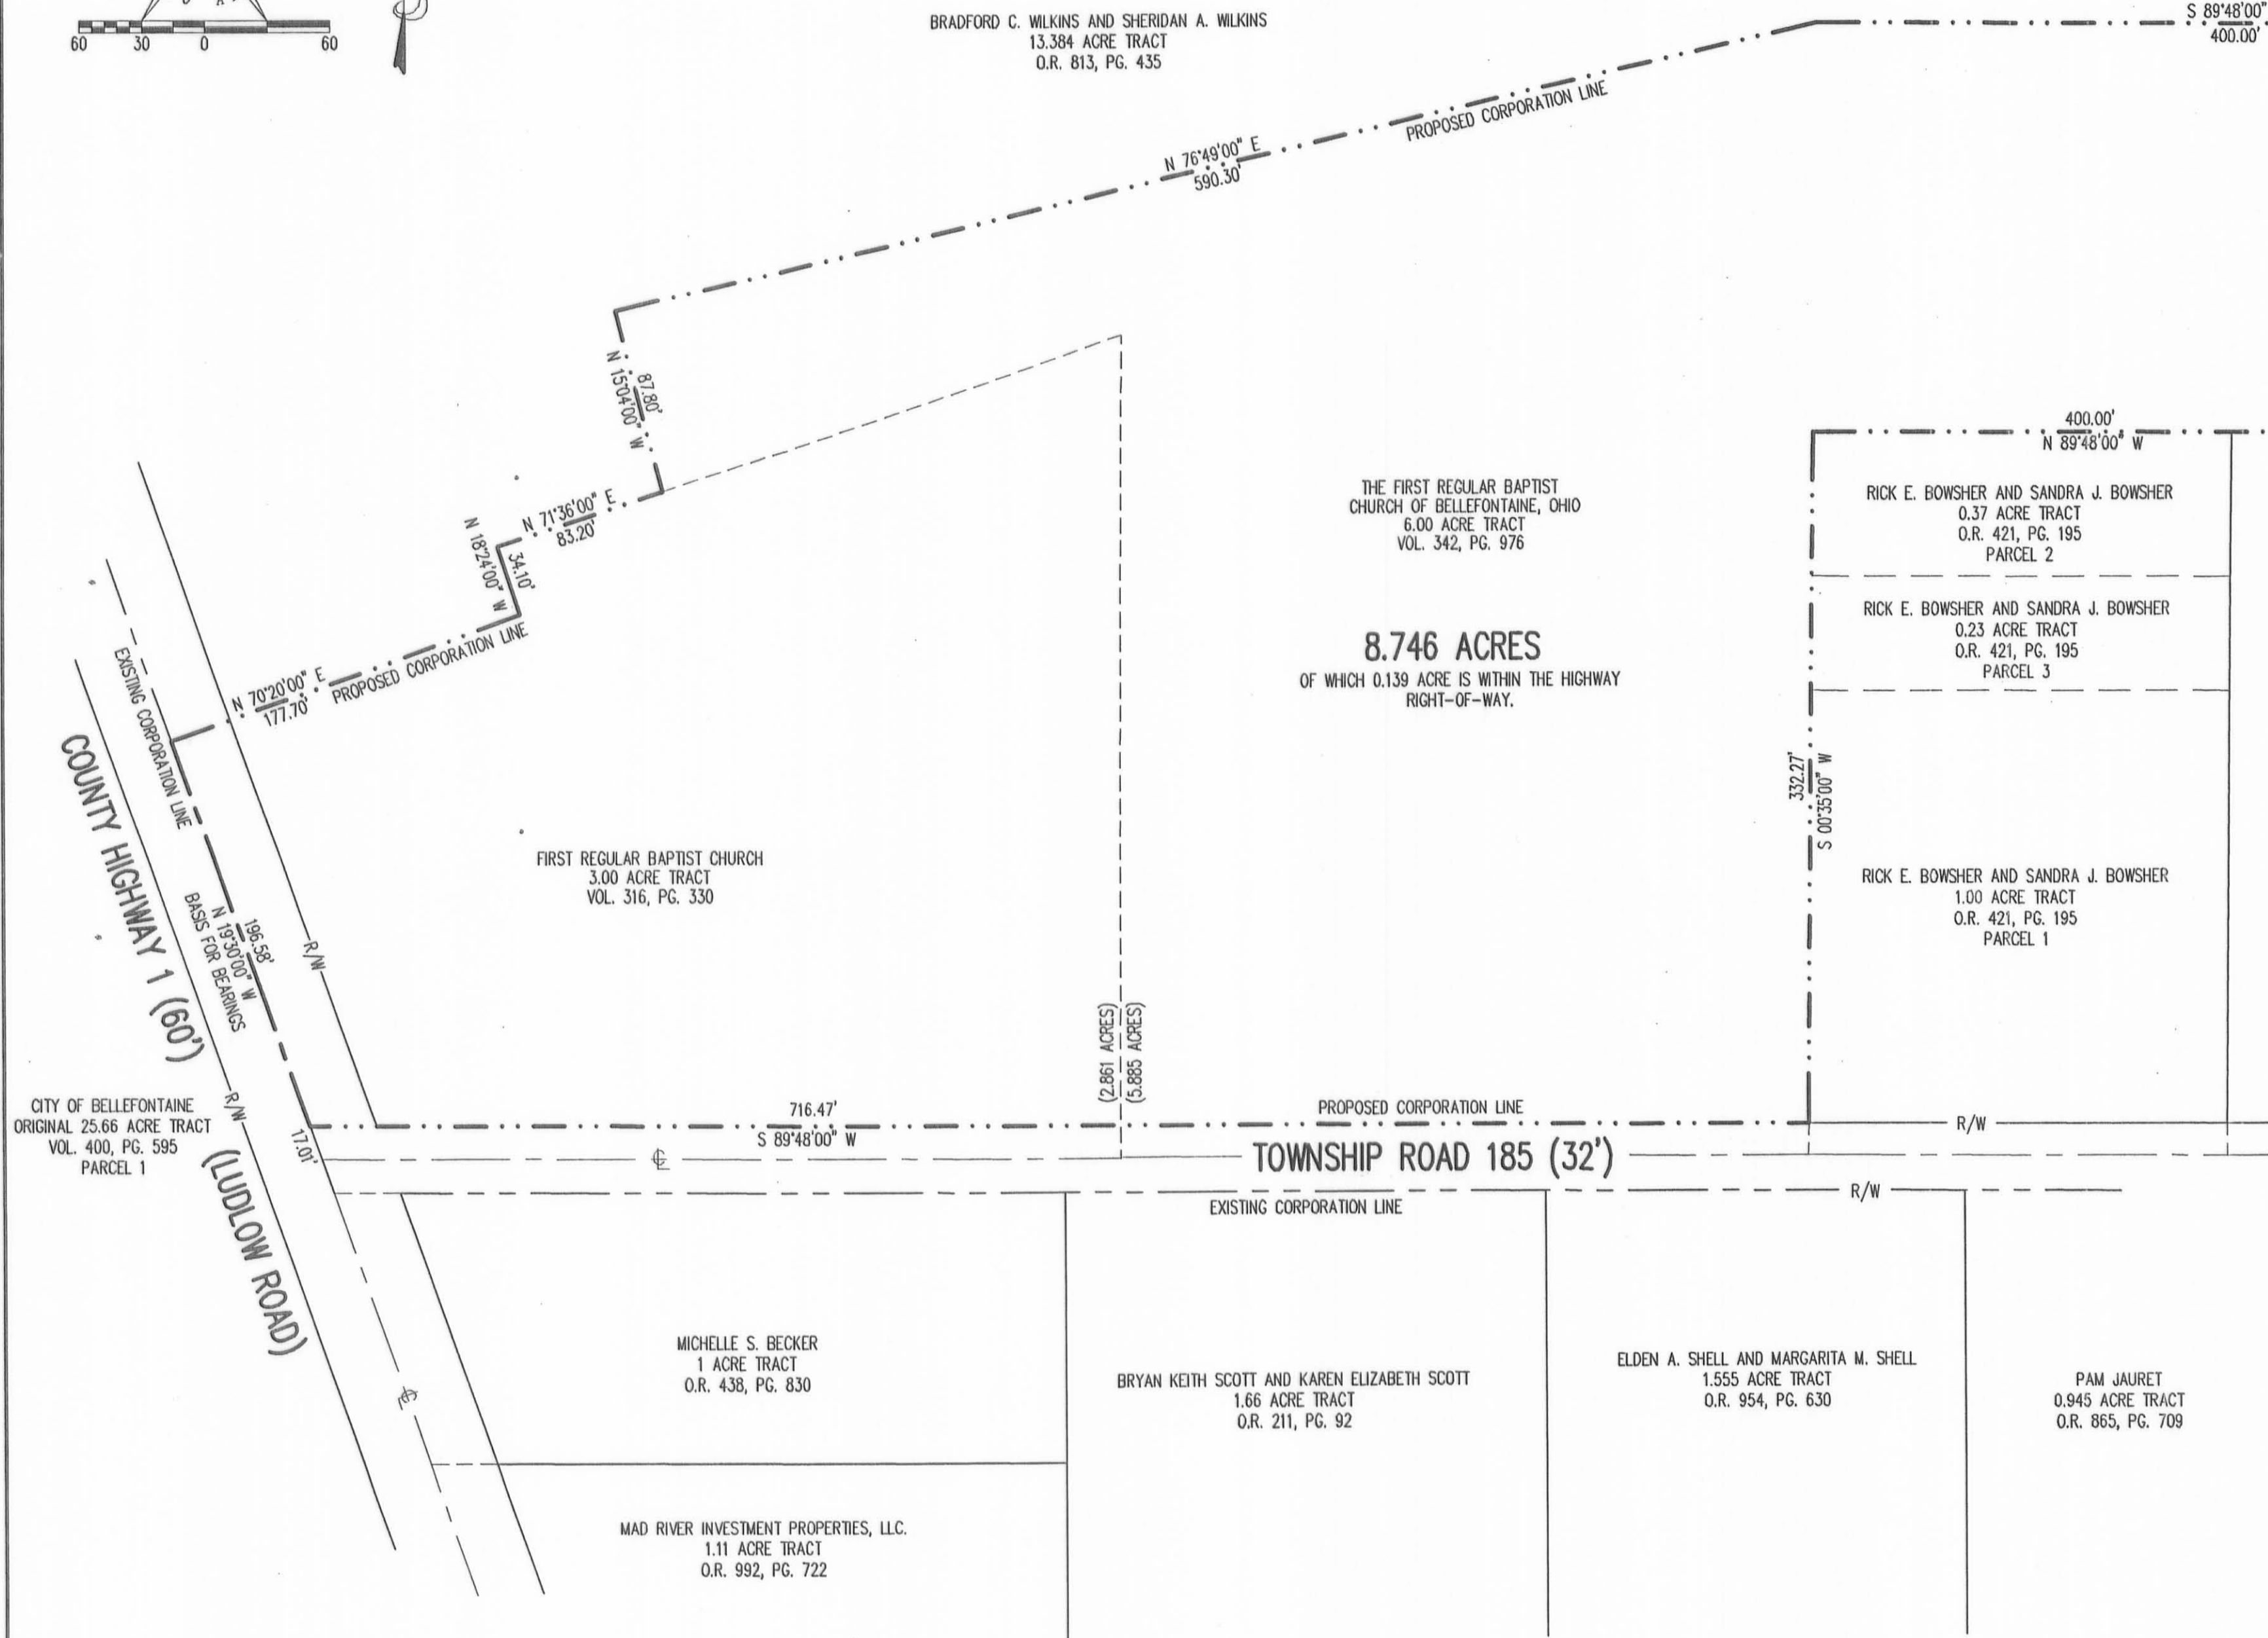 60 30 0 60
BRADFORD C. WILKINS AND SHERIDAN A. WILKINS
13.384 ACRE TRACT
O.R. 813, PG. 435
S 89°48'00"
400.00'
PROPOSED CORPORATION LINE
N 76°49'00" E
590.30'
N 15°04'00" W
87.80'
N 71°36'00" E
83.20'
N 18°24'00" W
34.10'
N 70°20'00" E
177.70'
PROPOSED CORPORATION LINE
EXISTING CORPORATION LINE
COUNTY HIGHWAY 1 (60')
(LUDLOW ROAD)
196.58'
N 19°30'00" W
BASIS FOR BEARINGS
R/W
R/W
17.01'
CITY OF BELLEFONTAINE
ORIGINAL 25.66 ACRE TRACT
VOL. 400, PG. 595
PARCEL 1
FIRST REGULAR BAPTIST CHURCH
3.00 ACRE TRACT
VOL. 316, PG. 330
THE FIRST REGULAR BAPTIST
CHURCH OF BELLEFONTAINE, OHIO
6.00 ACRE TRACT
VOL. 342, PG. 976
8.746 ACRES
OF WHICH 0.139 ACRE IS WITHIN THE HIGHWAY
RIGHT-OF-WAY.
400.00'
N 89°48'00" W
RICK E. BOWSHER AND SANDRA J. BOWSHER
0.37 ACRE TRACT
O.R. 421, PG. 195
PARCEL 2
RICK E. BOWSHER AND SANDRA J. BOWSHER
0.23 ACRE TRACT
O.R. 421, PG. 195
PARCEL 3
332.27'
S 00°35'00" W
RICK E. BOWSHER AND SANDRA J. BOWSHER
1.00 ACRE TRACT
O.R. 421, PG. 195
PARCEL 1
(2.861 ACRES)
(5.885 ACRES)
716.47'
S 89°48'00" W
PROPOSED CORPORATION LINE
R/W
℄
TOWNSHIP ROAD 185 (32')
R/W
EXISTING CORPORATION LINE
℄
MICHELLE S. BECKER
1 ACRE TRACT
O.R. 438, PG. 830
BRYAN KEITH SCOTT AND KAREN ELIZABETH SCOTT
1.66 ACRE TRACT
O.R. 211, PG. 92
ELDEN A. SHELL AND MARGARITA M. SHELL
1.555 ACRE TRACT
O.R. 954, PG. 630
PAM JAURET
0.945 ACRE TRACT
O.R. 865, PG. 709
MAD RIVER INVESTMENT PROPERTIES, LLC.
1.11 ACRE TRACT
O.R. 992, PG. 722